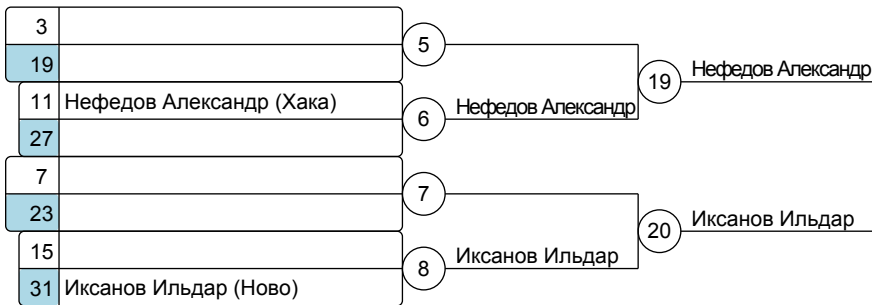 3
5
19
19 Нефедов Александр
11 Нефедов Александр (Хака)
6 Нефедов Александр
27
7
7
23
20 Иксанов Ильдар
15
8 Иксанов Ильдар
31 Иксанов Ильдар (Ново)